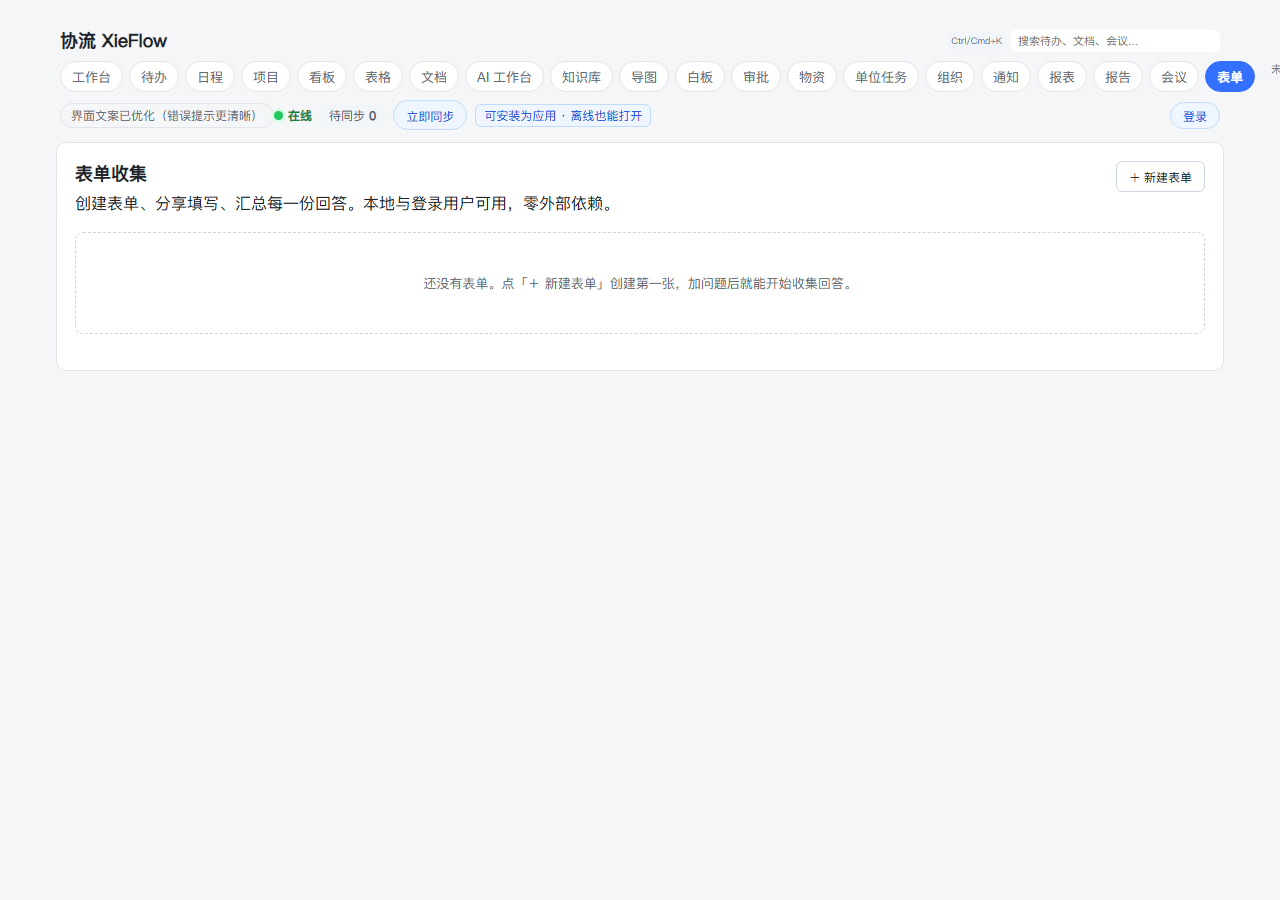 协流 XieFlow
Ctrl/Cmd+K 搜索待办、文档、会议…
工作台 待办 日程 项目 看板 表格 文档 AI 工作台 知识库 导图 白板 审批 物资 单位任务 组织 通知 报表 报告 会议 表单 未
界面文案已优化（错误提示更清晰） 在线 待同步 0 立即同步 可安装为应用 · 离线也能打开 登录
表单收集
＋ 新建表单
创建表单、分享填写、汇总每一份回答。本地与登录用户可用，零外部依赖。
还没有表单。点「＋ 新建表单」创建第一张，加问题后就能开始收集回答。